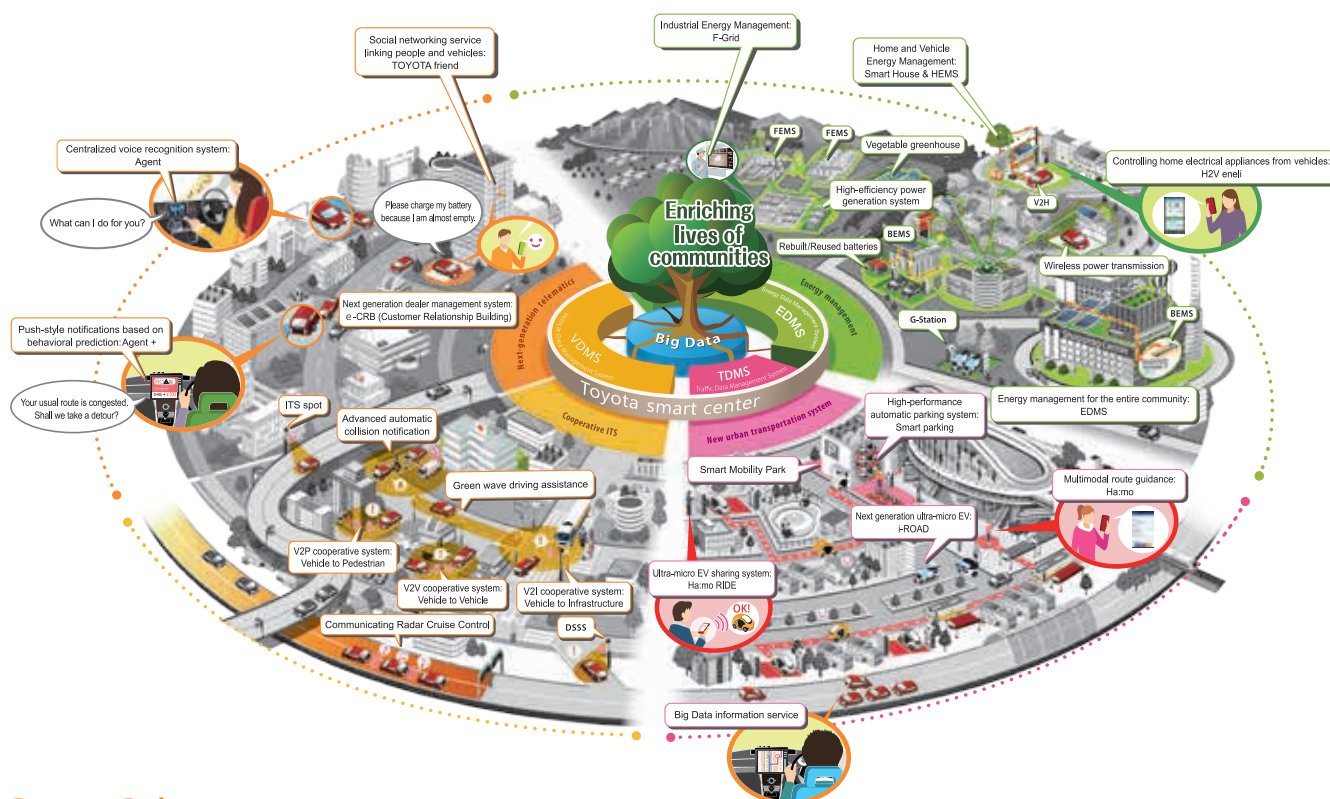 Industrial Energy Management:
F-Grid
Social networking service
linking people and vehicles:
TOYOTA friend
Home and Vehicle
Energy Management:
Smart House & HEMS
Centralized voice recognition system:
Agent
What can I do for you?
Please charge my battery
because I am almost empty.
FEMS
FEMS
Vegetable greenhouse
High-efficiency power
generation system
Controlling home electrical appliances from vehicles:
H2V eneli
V2H
Enriching
lives of
communities
Rebuilt/Reused batteries
BEMS
Wireless power transmission
Next generation dealer management system:
e-CRB (Customer Relationship Building)
G-Station
BEMS
Push-style notifications based on
behavioral prediction:Agent +
Your usual route is congested.
Shall we take a detour?
Next-generation telematics
Energy management
VDMS
Vehicle Data Management System
EDMS
Energy Data Management System
Big Data
TDMS
Traffic Data Management System
Toyota smart center
Cooperative ITS
New urban transportation system
Energy management for the entire community:
EDMS
ITS spot
Advanced automatic
collision notification
High-performance
automatic parking system:
Smart parking
Smart Mobility Park
Green wave driving assistance
Multimodal route guidance:
Ha:mo
Next generation ultra-micro EV:
i-ROAD
V2P cooperative system:
Vehicle to Pedestrian
V2V cooperative system:
Vehicle to Vehicle
V2I cooperative system:
Vehicle to Infrastructure
Ultra-micro EV sharing system:
Ha:mo RIDE
OK!
Communicating Radar Cruise Control
DSSS
Big Data information service